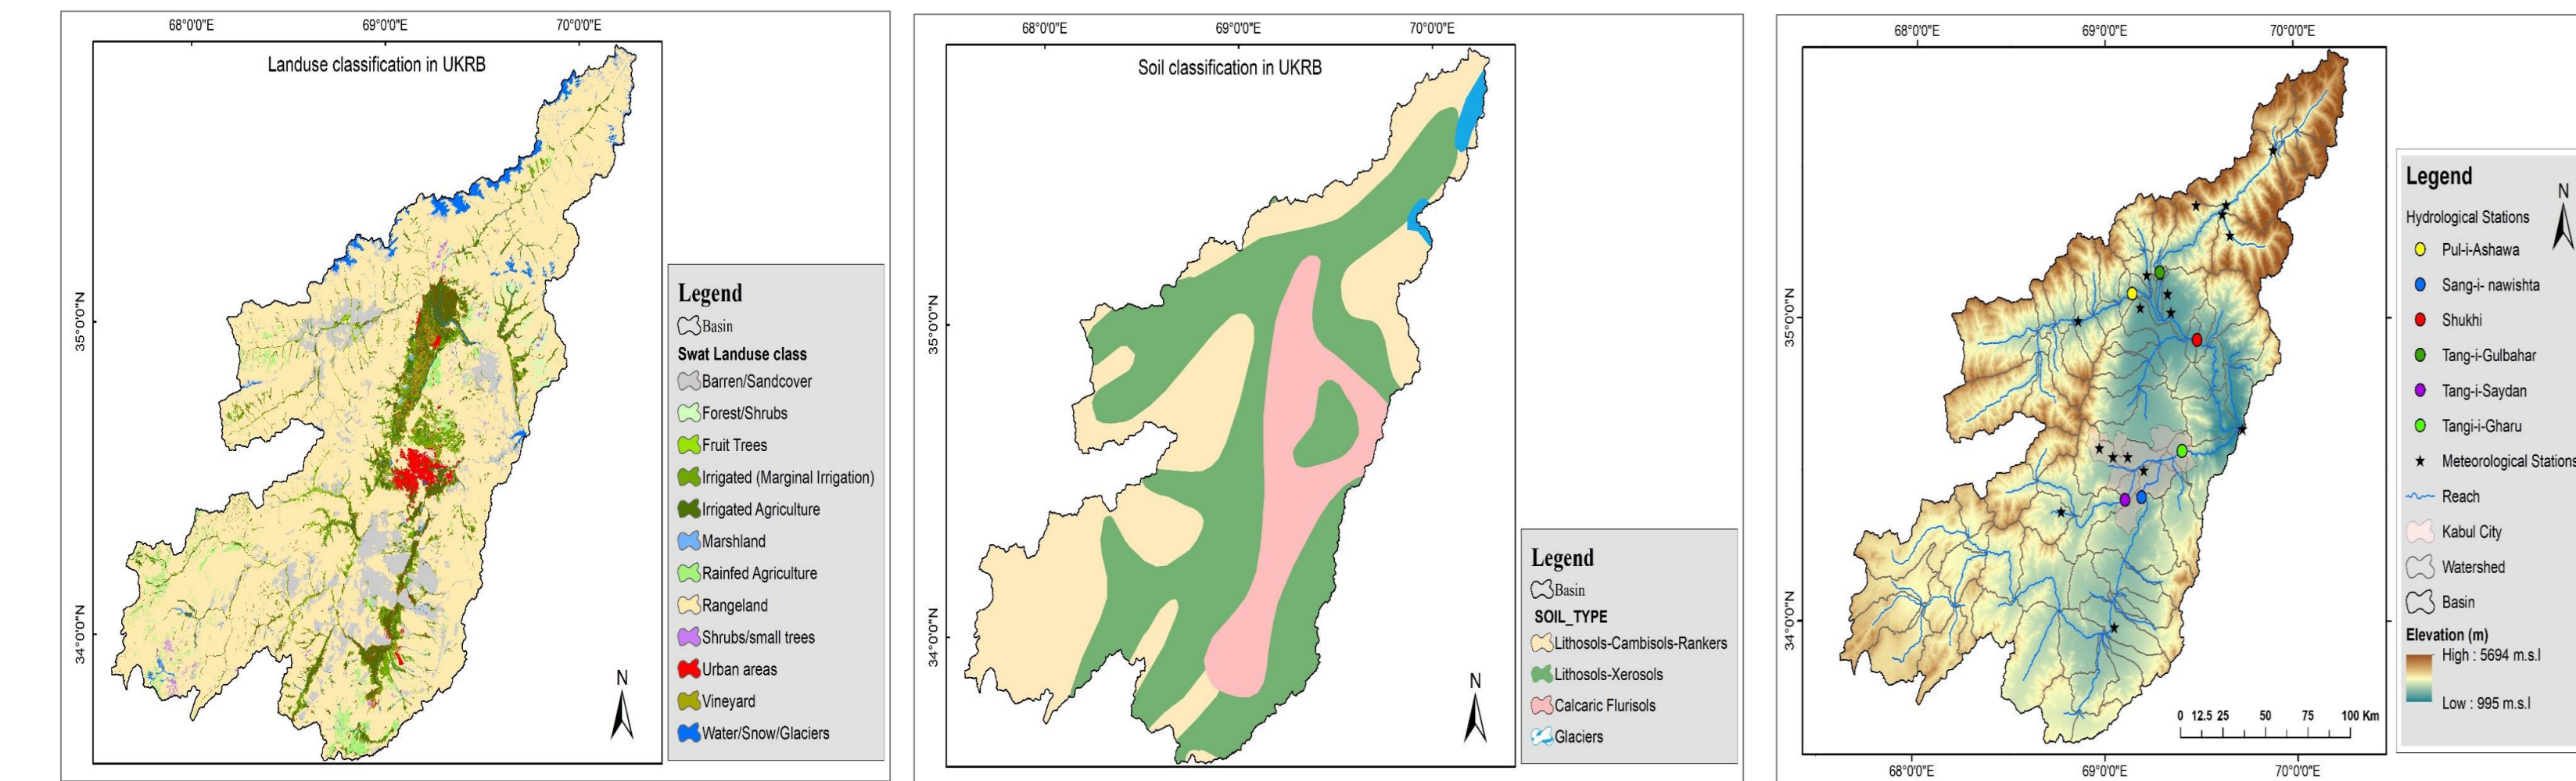 68°0'0"E 69°0'0"E 70°0'0"E
Landuse classification in UKRB
35°0'0"N
34°0'0"N
N
Legend
Basin
Swat Landuse class
Barren/Sandcover
Forest/Shrubs
Fruit Trees
Irrigated (Marginal Irrigation)
Irrigated Agriculture
Marshland
Rainfed Agriculture
Rangeland
Shrubs/small trees
Urban areas
Vineyard
Water/Snow/Glaciers
68°0'0"E 69°0'0"E 70°0'0"E
Soil classification in UKRB
35°0'0"N
34°0'0"N
N
Legend
Basin
SOIL_TYPE
Lithosols-Cambisols-Rankers
Lithosols-Xerosols
Calcaric Flurisols
Glaciers
68°0'0"E 69°0'0"E 70°0'0"E
35°0'0"N
34°0'0"N
0 12.5 25 50 75 100 Km
68°0'0"E 69°0'0"E 70°0'0"E
Legend
N
Hydrological Stations
Pul-i-Ashawa
Sang-i- nawishta
Shukhi
Tang-i-Gulbahar
Tang-i-Saydan
Tangi-i-Gharu
Meteorological Stations
Reach
Kabul City
Watershed
Basin
Elevation (m)
High : 5694 m.s.l
Low : 995 m.s.l